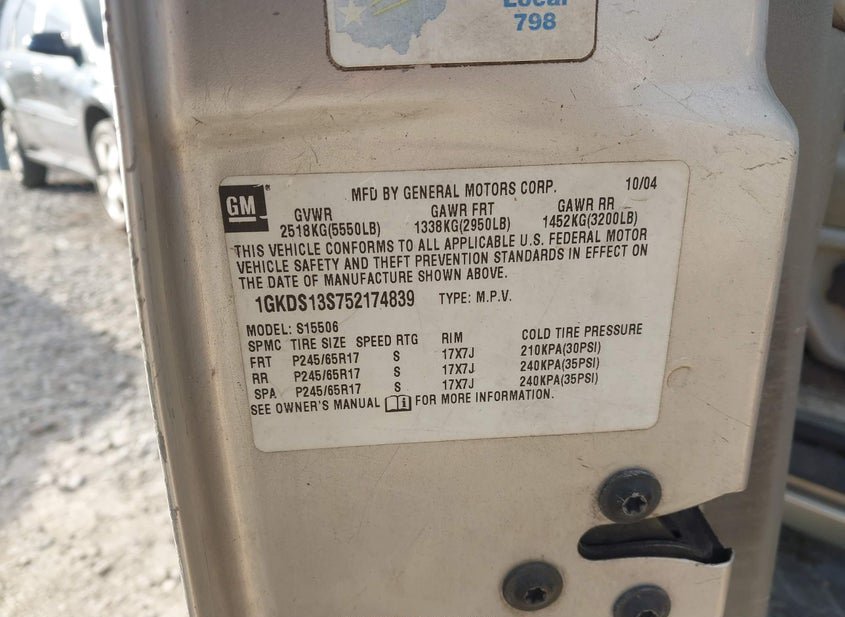 Local
798
GM
MFD BY GENERAL MOTORS CORP. 10/04
GVWR GAWR FRT GAWR RR
2518KG(5550LB) 1338KG(2950LB) 1452KG(3200LB)
THIS VEHICLE CONFORMS TO ALL APPLICABLE U.S. FEDERAL MOTOR
VEHICLE SAFETY AND THEFT PREVENTION STANDARDS IN EFFECT ON
THE DATE OF MANUFACTURE SHOWN ABOVE.
1GKDS13S752174839 TYPE: M.P.V.
MODEL: S15506
SPMC TIRE SIZE SPEED RTG RIM COLD TIRE PRESSURE
FRT P245/65R17 S 17X7J 210KPA(30PSI)
RR P245/65R17 S 17X7J 240KPA(35PSI)
SPA P245/65R17 S 17X7J 240KPA(35PSI)
SEE OWNER'S MANUAL FOR MORE INFORMATION.